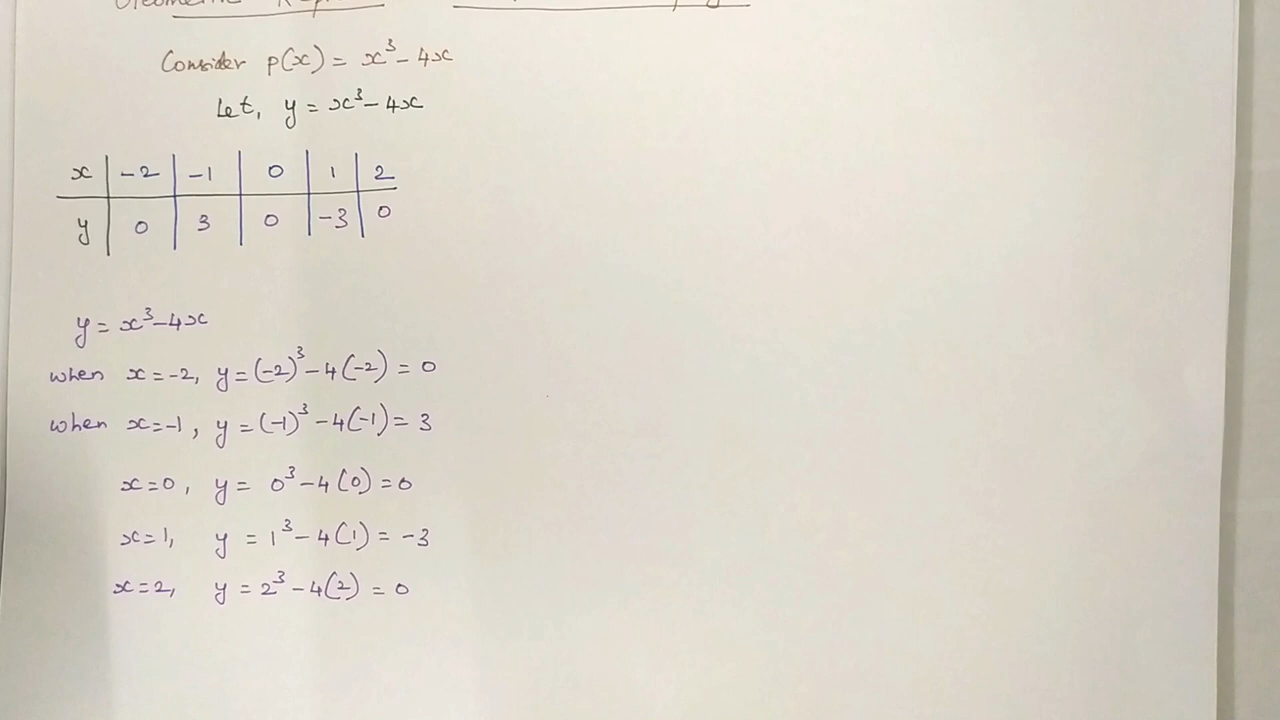 Consider p(x) = x³ - 4x
Let, y = x³ - 4x
x | -2 | -1 | 0 | 1 | 2
y | 0 | 3 | 0 | -3 | 0
y = x³ - 4x
when x = -2, y = (-2)³ - 4(-2) = 0
when x = -1, y = (-1)³ - 4(-1) = 3
x = 0, y = 0³ - 4(0) = 0
x = 1, y = 1³ - 4(1) = -3
x = 2, y = 2³ - 4(2) = 0